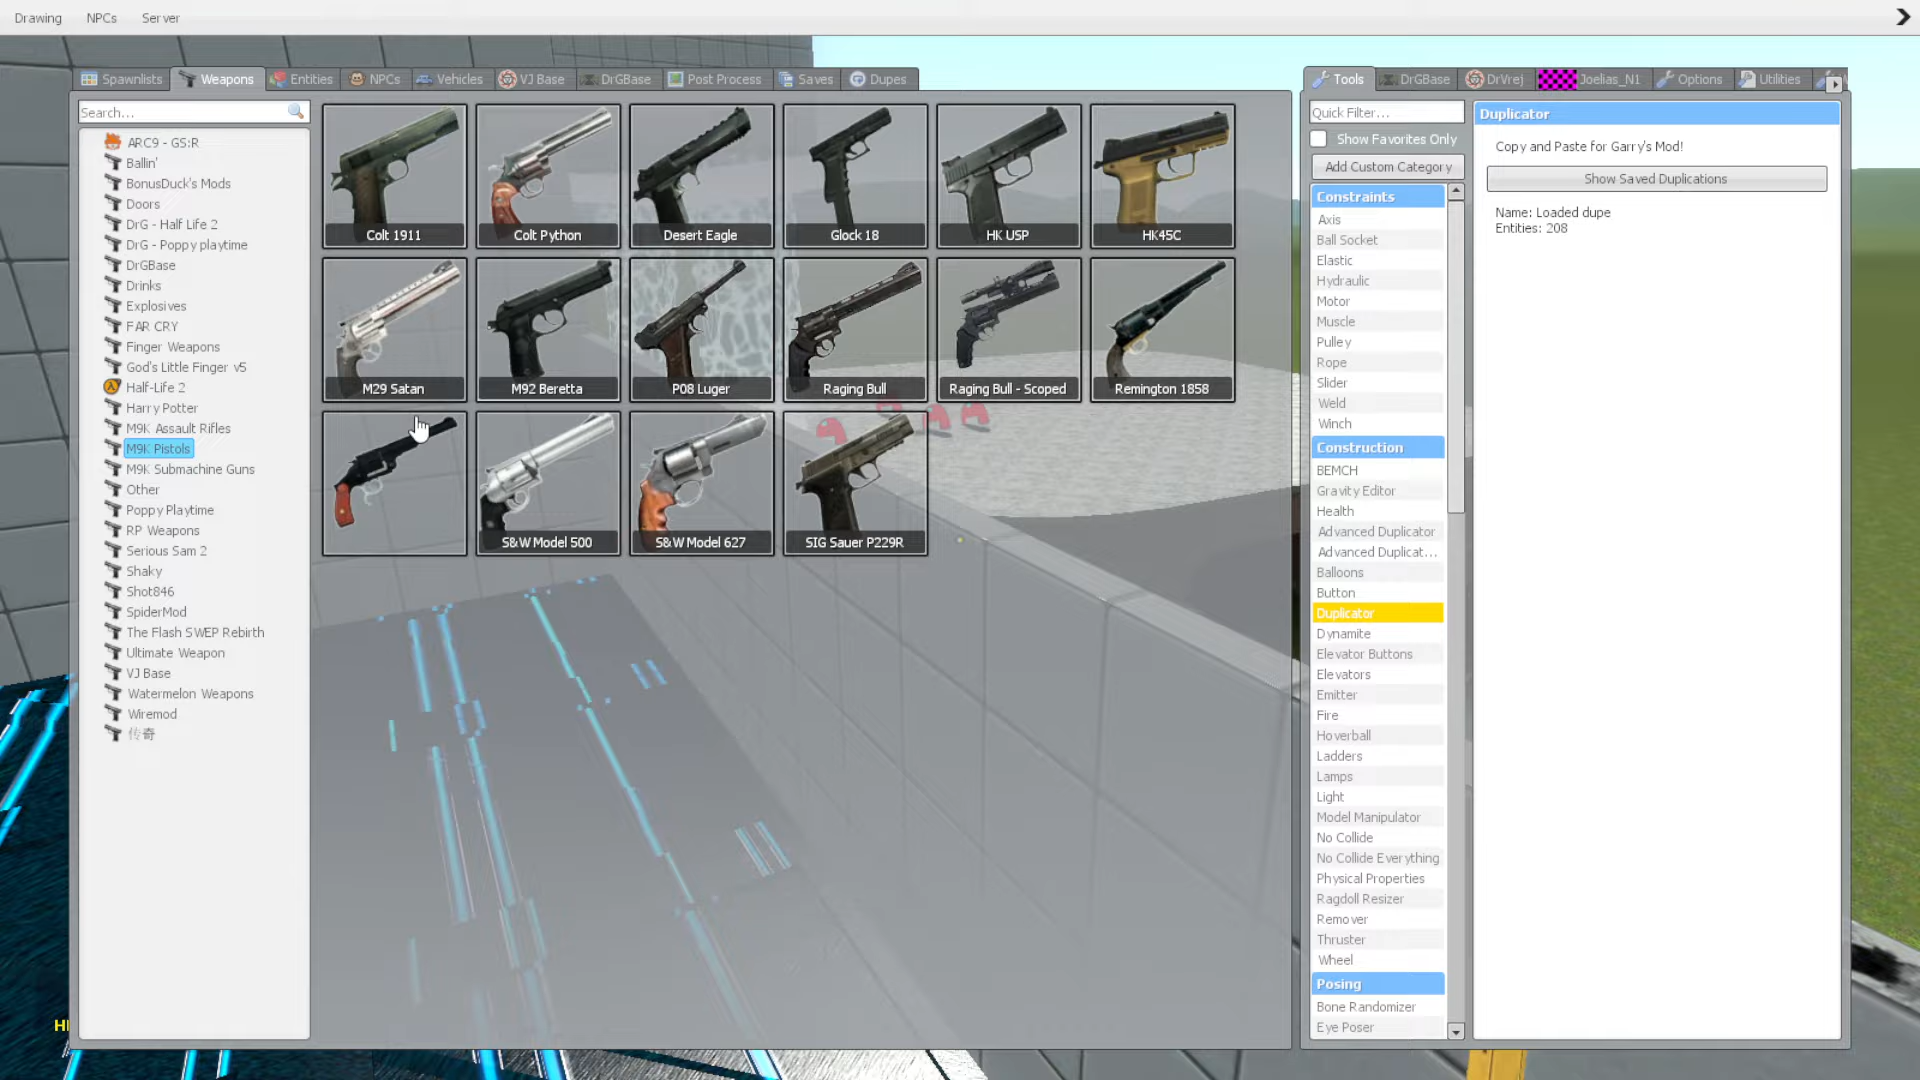 Drawing NPCs Server
Spawnlists Weapons Entities NPCs Vehicles VJ Base DrGBase Post Process Saves Dupes
Search...
ARC9 - GS:R
Ballin'
BonusDuck's Mods
Doors
DrG - Half Life 2
DrG - Poppy playtime
DrGBase
Drinks
Explosives
FAR CRY
Finger Weapons
God's Little Finger v5
Half-Life 2
Harry Potter
M9K Assault Rifles
M9K Pistols
M9K Submachine Guns
Other
Poppy Playtime
RP Weapons
Serious Sam 2
Shaky
Shot846
SpiderMod
The Flash SWEP Rebirth
Ultimate Weapon
VJ Base
Watermelon Weapons
Wiremod
传奇
Colt 1911 Colt Python Desert Eagle Glock 18 HK USP HK45C
M29 Satan M92 Beretta P08 Luger Raging Bull Raging Bull - Scoped Remington 1858
S&W Model 500 S&W Model 627 SIG Sauer P229R
Tools DrGBase DrVrej Joelias_N1 Options Utilities
Quick Filter...
Show Favorites Only
Add Custom Category
Constraints
Axis
Ball Socket
Elastic
Hydraulic
Motor
Muscle
Pulley
Rope
Slider
Weld
Winch
Construction
BEMCH
Gravity Editor
Health
Advanced Duplicator
Advanced Duplicat...
Balloons
Button
Duplicator
Dynamite
Elevator Buttons
Elevators
Emitter
Fire
Hoverball
Ladders
Lamps
Light
Model Manipulator
No Collide
No Collide Everything
Physical Properties
Ragdoll Resizer
Remover
Thruster
Wheel
Posing
Bone Randomizer
Eye Poser
Duplicator
Copy and Paste for Garry's Mod!
Show Saved Duplications
Name: Loaded dupe
Entities: 208